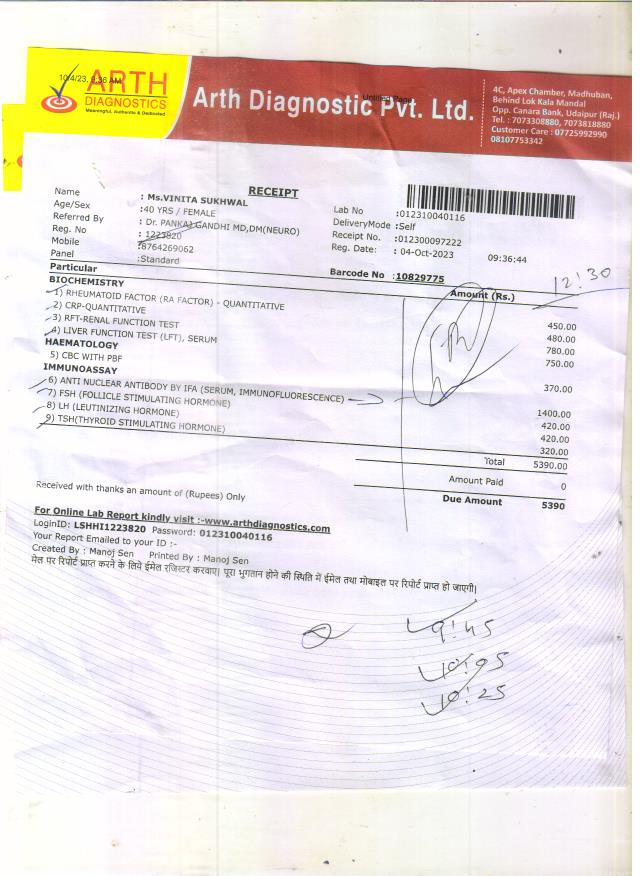 10/4/23, 9:36 AM
ARTH
DIAGNOSTICS
Meaningful, Authentic & Dedicated
Untitled Page
Arth Diagnostic Pvt. Ltd.
4C, Apex Chamber, Madhuban,
Behind Lok Kala Mandal
Opp. Canara Bank, Udaipur (Raj.)
Tel. : 7073308880, 7073818880
Customer Care : 07725992990
08107753342
RECEIPT
Name : Ms.VINITA SUKHWAL
Age/Sex :40 YRS / FEMALE
Referred By : Dr. PANKAJ GANDHI MD,DM(NEURO)
Reg. No : 1223820
Mobile :8764269062
Panel :Standard
Lab No :012310040116
DeliveryMode :Self
Receipt No. :012300097222
Reg. Date: : 04-Oct-2023 09:36:44
Barcode No :10829775
12:30
Particular Amount (Rs.)
BIOCHEMISTRY
1) RHEUMATOID FACTOR (RA FACTOR) - QUANTITATIVE 450.00
2) CRP-QUANTITATIVE 480.00
3) RFT-RENAL FUNCTION TEST 780.00
4) LIVER FUNCTION TEST (LFT), SERUM 750.00
HAEMATOLOGY
5) CBC WITH PBF 370.00
IMMUNOASSAY
6) ANTI NUCLEAR ANTIBODY BY IFA (SERUM, IMMUNOFLUORESCENCE) 1400.00
7) FSH (FOLLICLE STIMULATING HORMONE) 420.00
8) LH (LEUTINIZING HORMONE) 420.00
9) TSH(THYROID STIMULATING HORMONE) 320.00
Total 5390.00
Amount Paid 0
Due Amount 5390
Received with thanks an amount of (Rupees) Only
For Online Lab Report kindly visit :-www.arthdiagnostics.com
LoginID: LSHHI1223820 Password: 012310040116
Your Report Emailed to your ID :-
Created By : Manoj Sen Printed By : Manoj Sen
मेल पर रिपोर्ट प्राप्त करने के लिये ईमेल रजिस्टर करवाए। पूरा भुगतान होने की स्थिति में ईमेल तथा मोबाइल पर रिपोर्ट प्राप्त हो जाएगी।
9:45
10:05
10:25